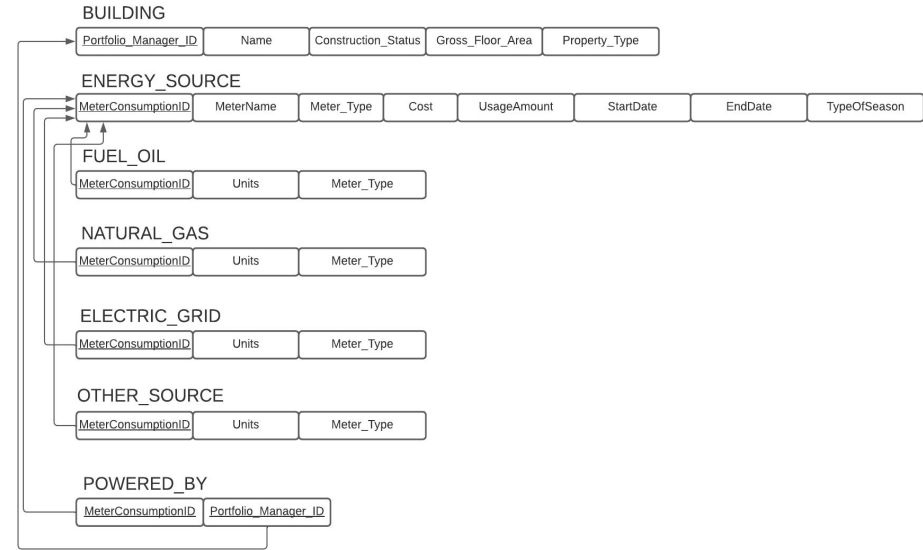 BUILDING
Portfolio_Manager_ID Name Construction_Status Gross_Floor_Area Property_Type
ENERGY_SOURCE
MeterConsumptionID MeterName Meter_Type Cost UsageAmount StartDate EndDate TypeOfSeason
FUEL_OIL
MeterConsumptionID Units Meter_Type
NATURAL_GAS
MeterConsumptionID Units Meter_Type
ELECTRIC_GRID
MeterConsumptionID Units Meter_Type
OTHER_SOURCE
MeterConsumptionID Units Meter_Type
POWERED_BY
MeterConsumptionID Portfolio_Manager_ID